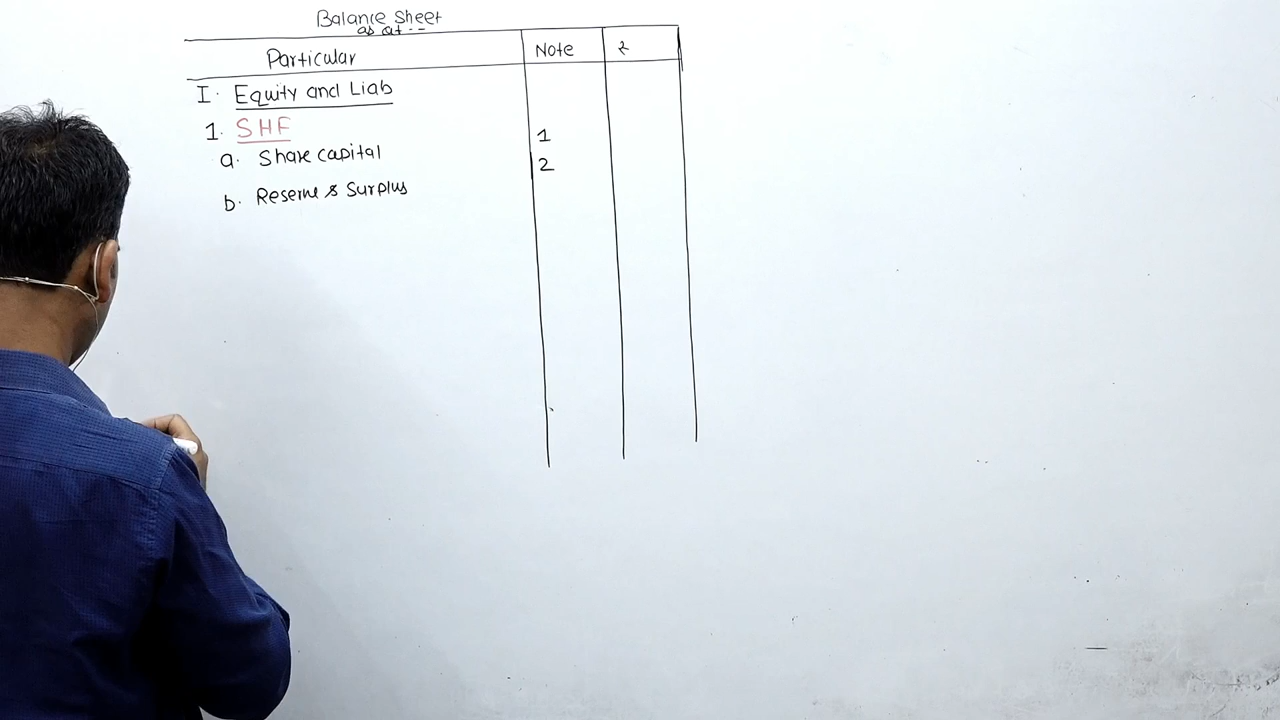 Balance Sheet
as at --
Particular Note ₹
I. Equity and Liab
1. SHF
a. Share capital 1
b. Reserve & Surplus 2